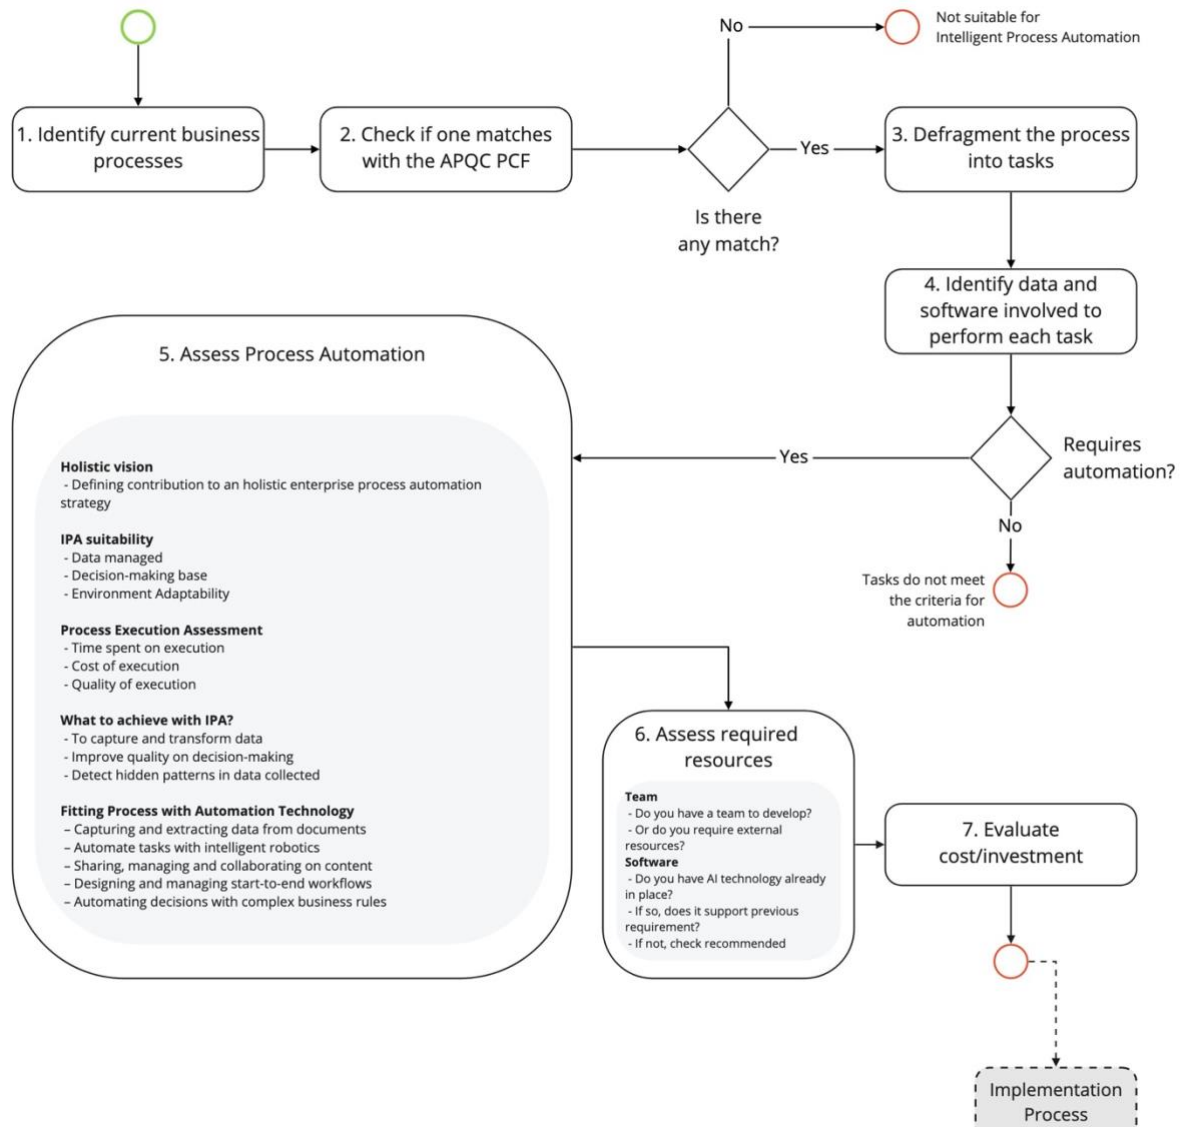 No
Not suitable for
Intelligent Process Automation
1. Identify current business
processes
2. Check if one matches
with the APQC PCF
Yes
3. Defragment the process
into tasks
Is there
any match?
4. Identify data and
software involved to
perform each task
5. Assess Process Automation
Requires
automation?
Yes
Holistic vision
- Defining contribution to an holistic enterprise process automation
strategy
No
IPA suitability
- Data managed
- Decision-making base
- Environment Adaptability
Tasks do not meet
the criteria for
automation
Process Execution Assessment
- Time spent on execution
- Cost of execution
- Quality of execution
What to achieve with IPA?
- To capture and transform data
- Improve quality on decision-making
- Detect hidden patterns in data collected
Fitting Process with Automation Technology
– Capturing and extracting data from documents
– Automate tasks with intelligent robotics
– Sharing, managing and collaborating on content
– Designing and managing start-to-end workflows
– Automating decisions with complex business rules
6. Assess required
resources
Team
- Do you have a team to develop?
- Or do you require external
resources?
Software
- Do you have AI technology already
in place?
- If so, does it support previous
requirement?
- If not, check recommended
7. Evaluate
cost/investment
Implementation
Process